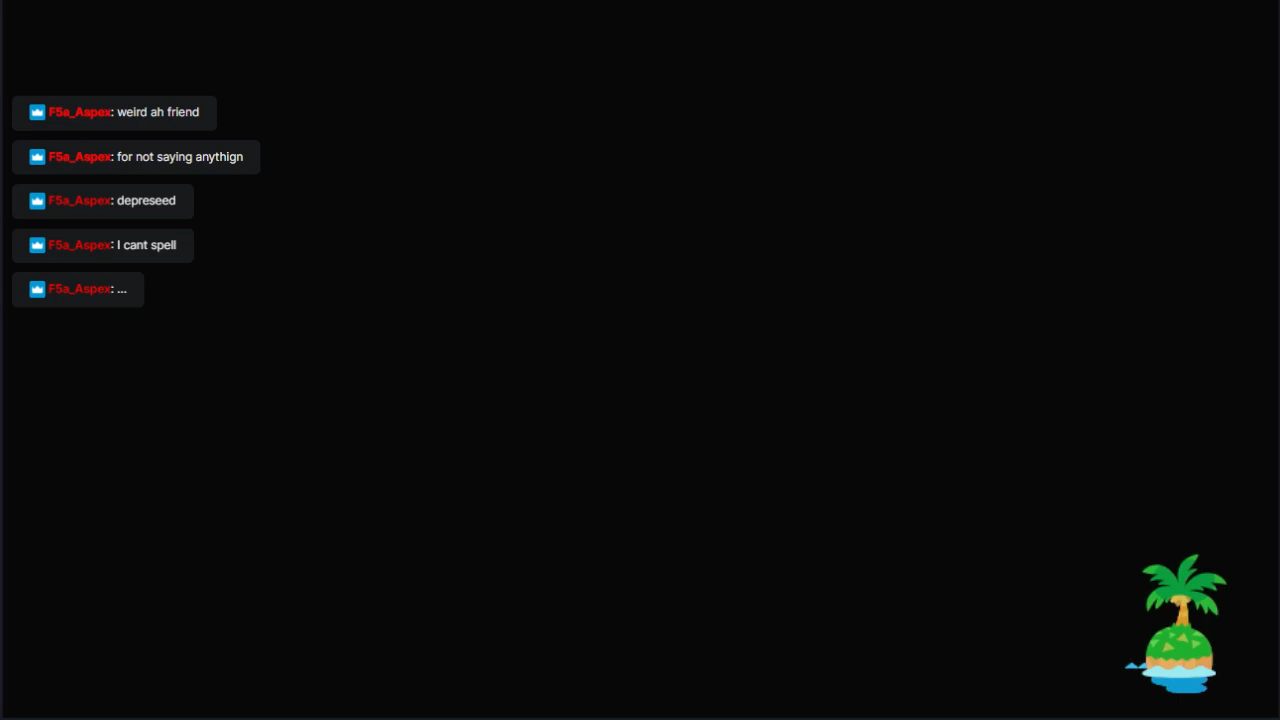 F5a_Aspex: weird ah friend
F5a_Aspex: for not saying anythign
F5a_Aspex: depreseed
F5a_Aspex: I cant spell
F5a_Aspex: ...